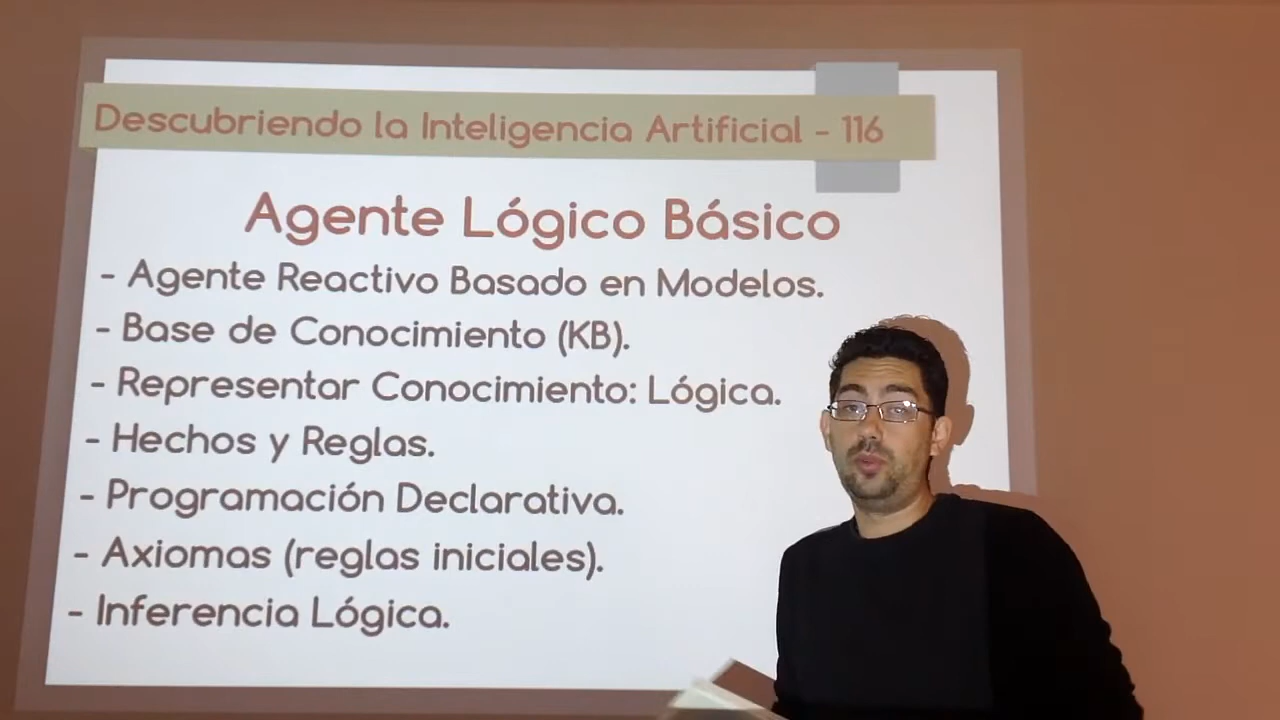 Descubriendo la Inteligencia Artificial - 116
Agente Lógico Básico
- Agente Reactivo Basado en Modelos.
- Base de Conocimiento (KB).
- Representar Conocimiento: Lógica.
- Hechos y Reglas.
- Programación Declarativa.
- Axiomas (reglas iniciales).
- Inferencia Lógica.